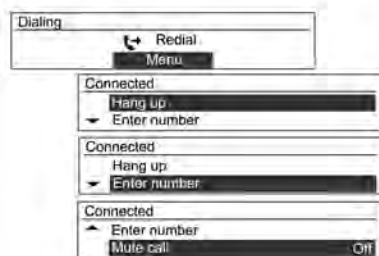 Dialing
Redial
Menu
Connected
Hang up
Enter number
Connected
Hang up
Enter number
Connected
Enter number
Mute call Off